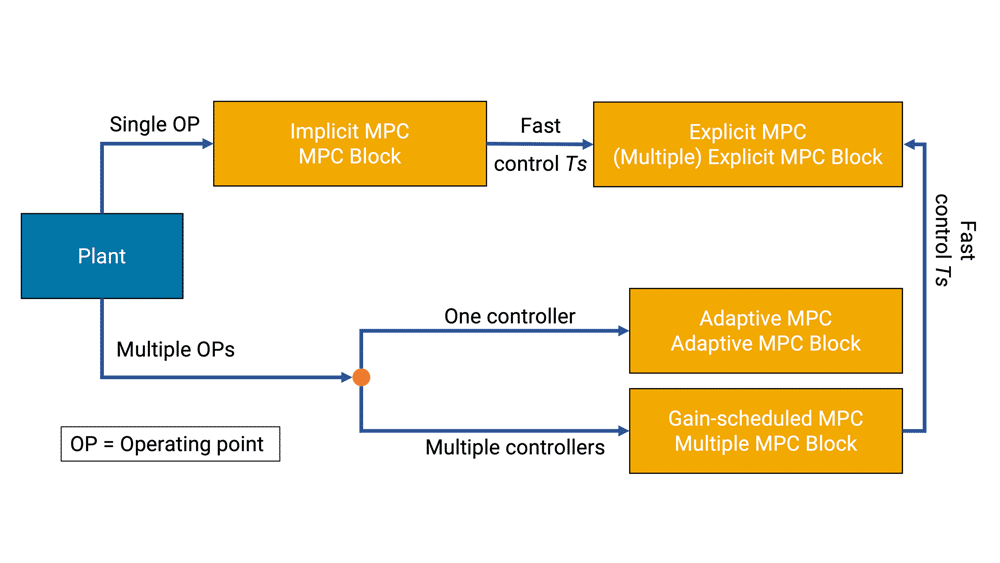 Single OP
Implicit MPC
MPC Block
Fast
control Ts
Explicit MPC
(Multiple) Explicit MPC Block
Fast
control Ts
Plant
One controller
Adaptive MPC
Adaptive MPC Block
Multiple OPs
Gain-scheduled MPC
Multiple MPC Block
Multiple controllers
OP = Operating point